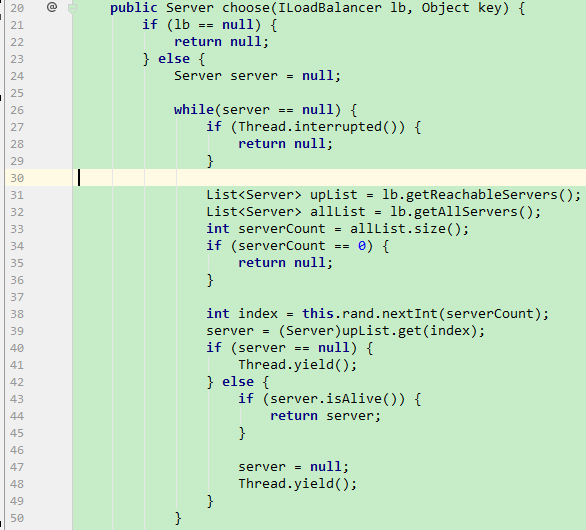 20 @ public Server choose(ILoadBalancer lb, Object key) {
21 if (lb == null) {
22 return null;
23 } else {
24 Server server = null;
25
26 while(server == null) {
27 if (Thread.interrupted()) {
28 return null;
29 }
30
31 List<Server> upList = lb.getReachableServers();
32 List<Server> allList = lb.getAllServers();
33 int serverCount = allList.size();
34 if (serverCount == 0) {
35 return null;
36 }
37
38 int index = this.rand.nextInt(serverCount);
39 server = (Server)upList.get(index);
40 if (server == null) {
41 Thread.yield();
42 } else {
43 if (server.isAlive()) {
44 return server;
45 }
46
47 server = null;
48 Thread.yield();
49 }
50 }